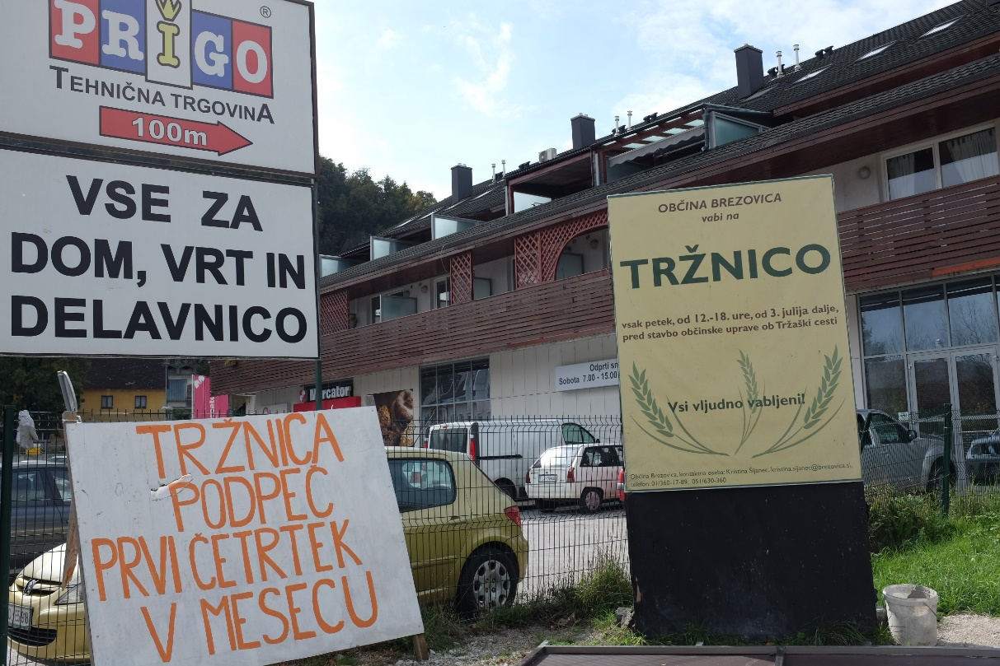 PRIGO
®
TEHNIČNA TRGOVINA
100m
VSE ZA
DOM, VRT IN
DELAVNICO
TRŽNICA
PODPEČ
PRVI ČETRTEK
V MESECU
OBČINA BREZOVICA
vabi na
TRŽNICO
vsak petek, od 12.-18. ure, od 3. julija dalje,
pred stavbo občinske uprave ob Tržaški cesti
Vsi vljudno vabljeni!
Občina Brezovica, kontaktna oseba: Kristina Šijanec, kristina.sijanec@brezovica.si,
telefon: 01/360-17-89, 051/630-360
Mercator
Odprti
Sobota 7.00 - 15.00